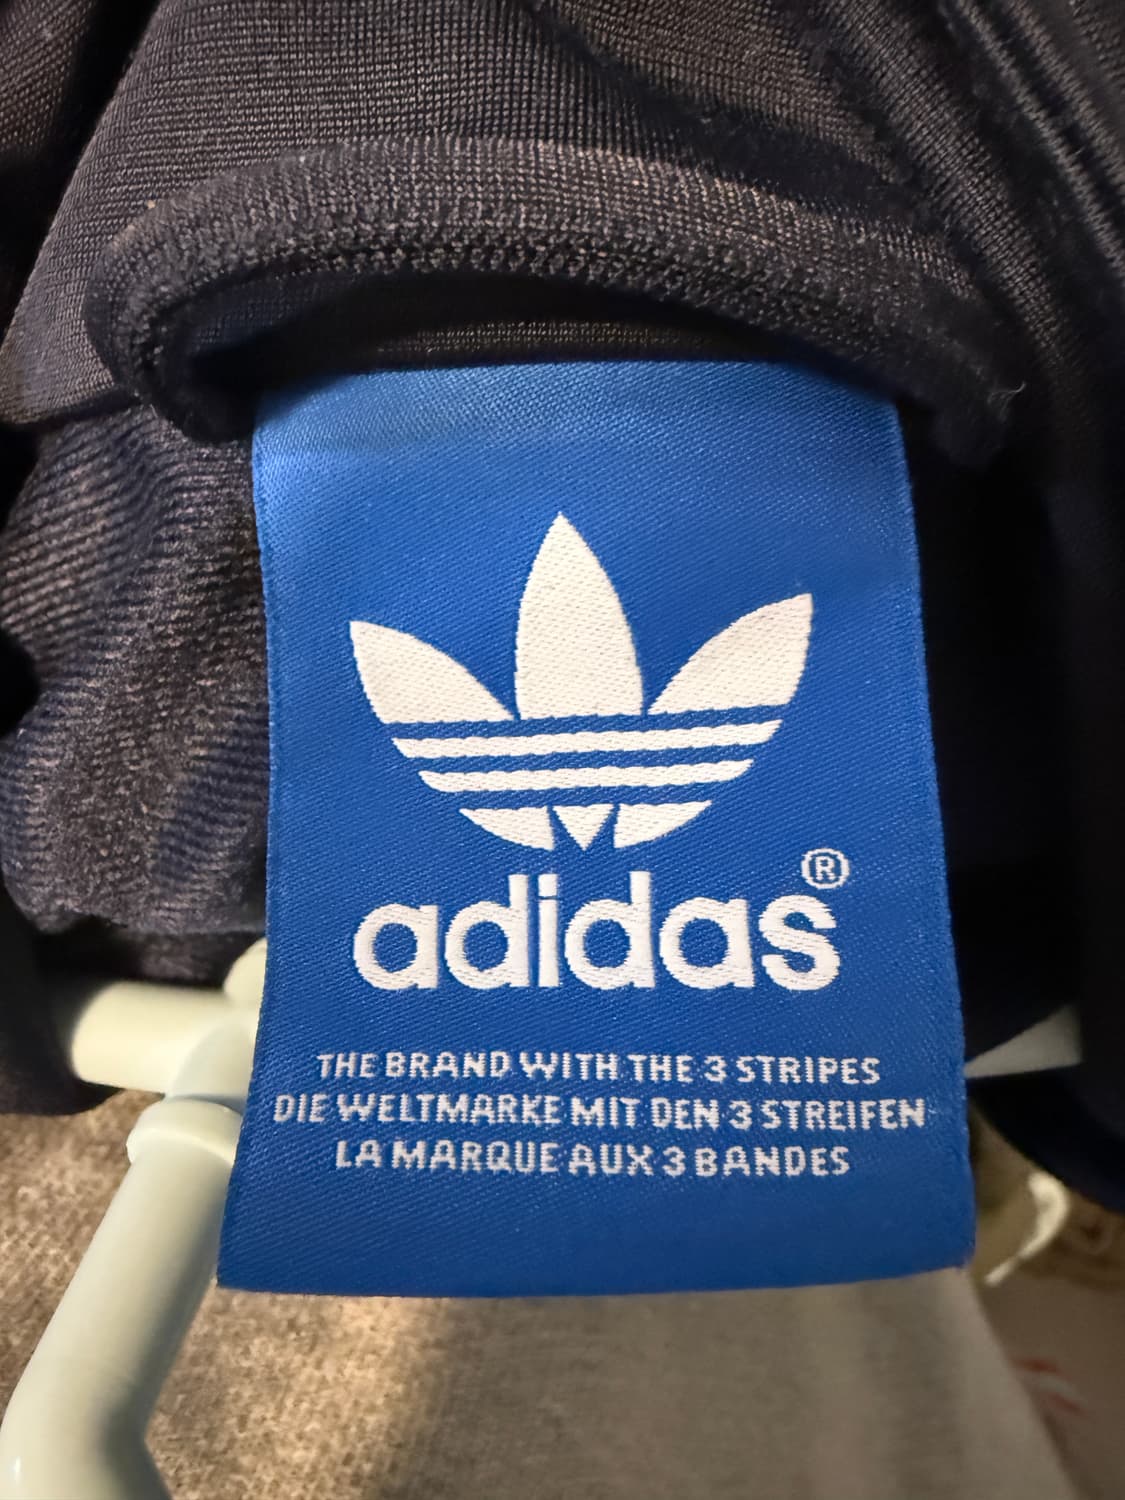 adidas®
THE BRAND WITH THE 3 STRIPES
DIE WELTMARKE MIT DEN 3 STREIFEN
LA MARQUE AUX 3 BANDES